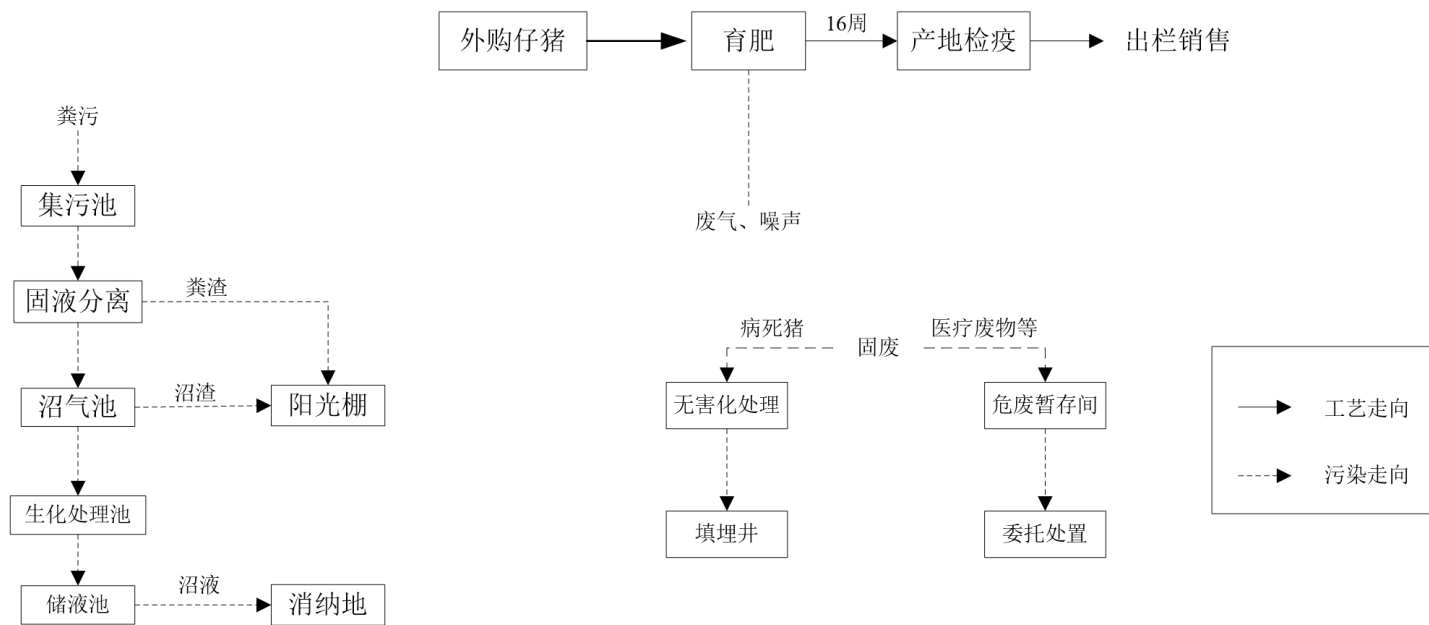 外购仔猪
育肥
16周
产地检疫
出栏销售
废气、噪声
粪污
集污池
固液分离
粪渣
沼气池
沼渣
阳光棚
生化处理池
储液池
沼液
消纳地
病死猪
固废
医疗废物等
无害化处理
危废暂存间
填埋井
委托处置
工艺走向
污染走向